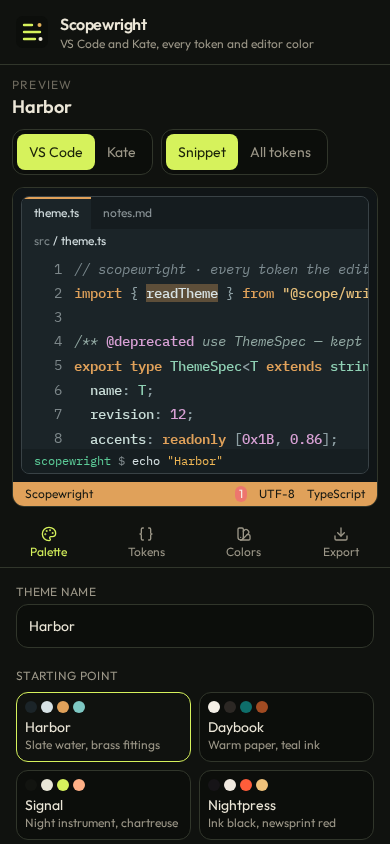 Scopewright
VS Code and Kate, every token and editor color
PREVIEW
Harbor
VS Code Kate Snippet All tokens
theme.ts notes.md
src / theme.ts
1 // scopewright · every token the edit
2 import { readTheme } from "@scope/wri
3
4 /** @deprecated use ThemeSpec — kept
5 export type ThemeSpec<T extends strin
6 name: T;
7 revision: 12;
8 accents: readonly [0x1B, 0.86];
scopewright $ echo "Harbor"
Scopewright 1 UTF-8 TypeScript
Palette Tokens Colors Export
THEME NAME
Harbor
STARTING POINT
Harbor
Slate water, brass fittings
Daybook
Warm paper, teal ink
Signal
Night instrument, chartreuse
Nightpress
Ink black, newsprint red